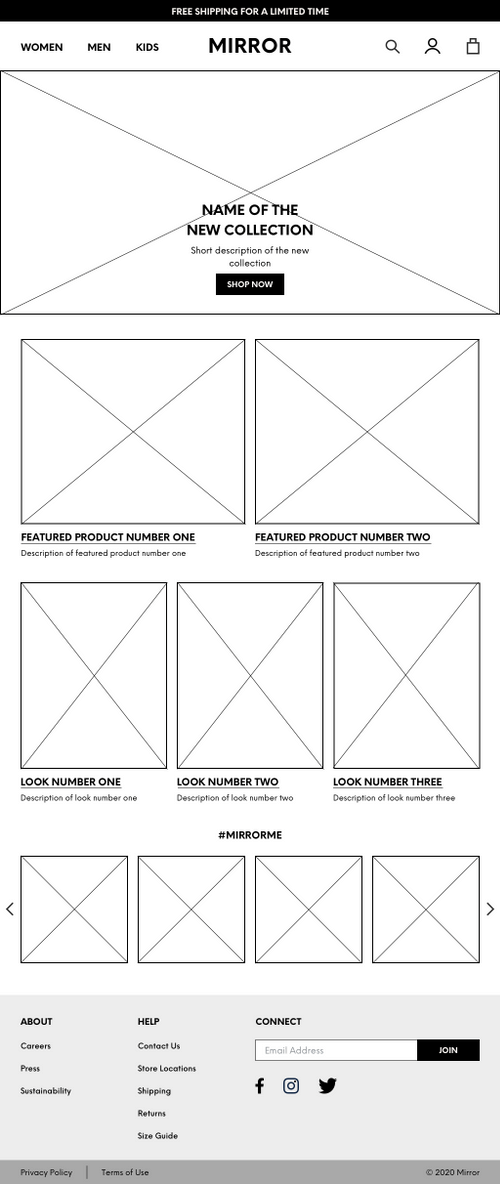 FREE SHIPPING FOR A LIMITED TIME
WOMEN MEN KIDS MIRROR
NAME OF THE
NEW COLLECTION
Short description of the new
collection
SHOP NOW
FEATURED PRODUCT NUMBER ONE
Description of featured product number one
FEATURED PRODUCT NUMBER TWO
Description of featured product number two
LOOK NUMBER ONE
Description of look number one
LOOK NUMBER TWO
Description of look number two
LOOK NUMBER THREE
Description of look number three
#MIRRORME
ABOUT
Careers
Press
Sustainability
HELP
Contact Us
Store Locations
Shipping
Returns
Size Guide
CONNECT
Email Address JOIN
Privacy Policy Terms of Use © 2020 Mirror